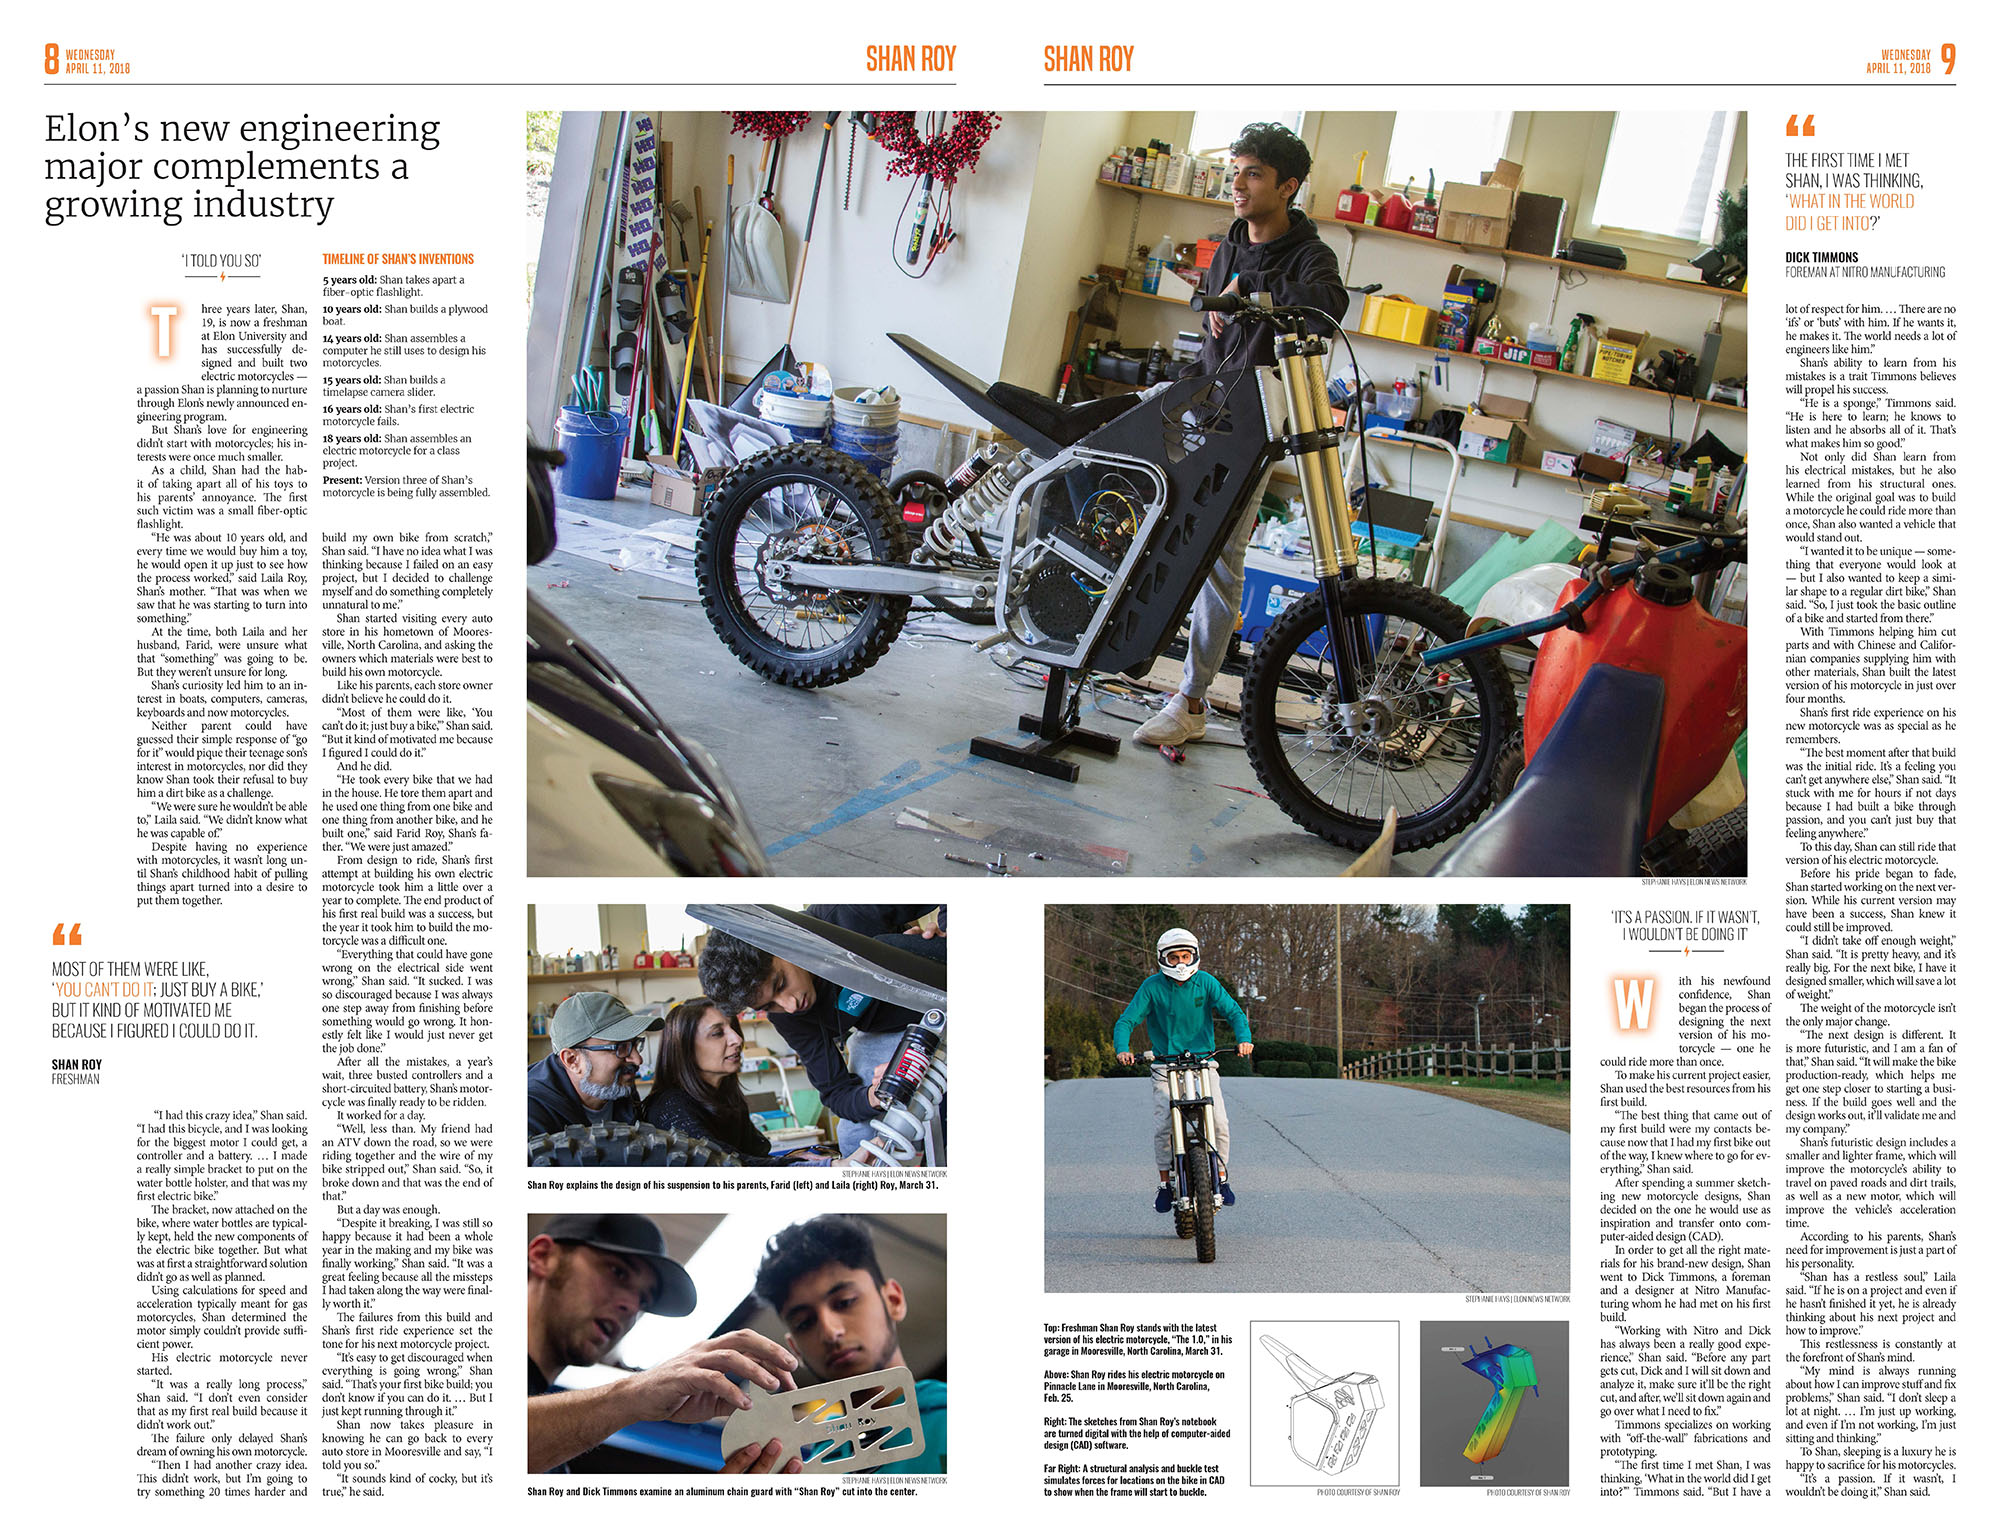 8 WEDNESDAY
APRIL 11, 2018
SHAN ROY
SHAN ROY
WEDNESDAY 9
APRIL 11, 2018
Elon’s new engineering
major complements a
growing industry
‘I TOLD YOU SO’
Three years later, Shan,
19, is now a freshman
at Elon University and
has successfully de-
signed and built two
electric motorcycles —
a passion Shan is planning to nurture
through Elon’s newly announced en-
gineering program.
But Shan’s love for engineering
didn’t start with motorcycles; his in-
terests were once much smaller.
As a child, Shan had the hab-
it of taking apart all of his toys to
his parents’ annoyance. The first
such victim was a small fiber-optic
flashlight.
“He was about 10 years old, and
every time we would buy him a toy,
he would open it up just to see how
the process worked,” said Laila Roy,
Shan’s mother. “That was when we
saw that he was starting to turn into
something.”
At the time, both Laila and her
husband, Farid, were unsure what
that “something” was going to be.
But they weren’t unsure for long.
Shan’s curiosity led him to an in-
terest in boats, computers, cameras,
keyboards and now motorcycles.
Neither parent could have
guessed their simple response of “go
for it” would pique their teenage son’s
interest in motorcycles, nor did they
know Shan took their refusal to buy
him a dirt bike as a challenge.
“We were sure he wouldn’t be able
to,” Laila said. “We didn’t know what
he was capable of.”
Despite having no experience
with motorcycles, it wasn’t long un-
til Shan’s childhood habit of pulling
things apart turned into a desire to
put them together.
“
MOST OF THEM WERE LIKE,
‘YOU CAN’T DO IT; JUST BUY A BIKE,’
BUT IT KIND OF MOTIVATED ME
BECAUSE I FIGURED I COULD DO IT.
SHAN ROY
FRESHMAN
“I had this crazy idea,” Shan said.
“I had this bicycle, and I was looking
for the biggest motor I could get, a
controller and a battery. … I made
a really simple bracket to put on the
water bottle holster, and that was my
first electric bike.”
The bracket, now attached on the
bike, where water bottles are typical-
ly kept, held the new components of
the electric bike together. But what
was at first a straightforward solution
didn’t go as well as planned.
Using calculations for speed and
acceleration typically meant for gas
motorcycles, Shan determined the
motor simply couldn’t provide suffi-
cient power.
His electric motorcycle never
started.
“It was a really long process,”
Shan said. “I don’t even consider
that as my first real build because it
didn’t work out.”
The failure only delayed Shan’s
dream of owning his own motorcycle.
“Then I had another crazy idea.
This didn’t work, but I’m going to
try something 20 times harder and
TIMELINE OF SHAN’S INVENTIONS
5 years old: Shan takes apart a
fiber-optic flashlight.
10 years old: Shan builds a plywood
boat.
14 years old: Shan assembles a
computer he still uses to design his
motorcycles.
15 years old: Shan builds a
timelapse camera slider.
16 years old: Shan’s first electric
motorcycle fails.
18 years old: Shan assembles an
electric motorcycle for a class
project.
Present: Version three of Shan’s
motorcycle is being fully assembled.
build my own bike from scratch,”
Shan said. “I have no idea what I was
thinking because I failed on an easy
project, but I decided to challenge
myself and do something completely
unnatural to me.”
Shan started visiting every auto
store in his hometown of Moores-
ville, North Carolina, and asking the
owners which materials were best to
build his own motorcycle.
Like his parents, each store owner
didn’t believe he could do it.
“Most of them were like, ‘You
can’t do it; just buy a bike,’” Shan said.
“But it kind of motivated me because
I figured I could do it.”
And he did.
“He took every bike that we had
in the house. He tore them apart and
he used one thing from one bike and
one thing from another bike, and he
built one,” said Farid Roy, Shan’s fa-
ther. “We were just amazed.”
From design to ride, Shan’s first
attempt at building his own electric
motorcycle took him a little over a
year to complete. The end product of
his first real build was a success, but
the year it took him to build the mo-
torcycle was a difficult one.
“Everything that could have gone
wrong on the electrical side went
wrong,” Shan said. “It sucked. I was
so discouraged because I was always
one step away from finishing before
something would go wrong. It hon-
estly felt like I would just never get
the job done.”
After all the mistakes, a year’s
wait, three busted controllers and a
short-circuited battery, Shan’s motor-
cycle was finally ready to be ridden.
It worked for a day.
“Well, less than. My friend had
an ATV down the road, so we were
riding together and the wire of my
bike stripped out,” Shan said. “So, it
broke down and that was the end of
that.”
But a day was enough.
“Despite it breaking, I was still so
happy because it had been a whole
year in the making and my bike was
finally working,” Shan said. “It was a
great feeling because all the missteps
I had taken along the way were final-
ly worth it.”
The failures from this build and
Shan’s first ride experience set the
tone for his next motorcycle project.
“It’s easy to get discouraged when
everything is going wrong,” Shan
said. “That’s your first bike build; you
don’t know if you can do it. … But I
just kept running through it.”
Shan now takes pleasure in
knowing he can go back to every
auto store in Mooresville and say, “I
told you so.”
“It sounds kind of cocky, but it’s
true,” he said.
STEPHANIE HAYS | ELON NEWS NETWORK
STEPHANIE HAYS | ELON NEWS NETWORK
Shan Roy explains the design of his suspension to his parents, Farid (left) and Laila (right) Roy, March 31.
SHAN ROY
STEPHANIE HAYS | ELON NEWS NETWORK
Shan Roy and Dick Timmons examine an aluminum chain guard with “Shan Roy” cut into the center.
STEPHANIE HAYS | ELON NEWS NETWORK
Top: Freshman Shan Roy stands with the latest
version of his electric motorcycle, “The 1.0,” in his
garage in Mooresville, North Carolina, March 31.
Above: Shan Roy rides his electric motorcycle on
Pinnacle Lane in Mooresville, North Carolina,
Feb. 25.
Right: The sketches from Shan Roy’s notebook
are turned digital with the help of computer-aided
design (CAD) software.
Far Right: A structural analysis and buckle test
simulates forces for locations on the bike in CAD
to show when the frame will start to buckle.
PHOTO COURTESY OF SHAN ROY
PHOTO COURTESY OF SHAN ROY
‘IT’S A PASSION. IF IT WASN’T,
I WOULDN’T BE DOING IT’
With his newfound
confidence, Shan
began the process of
designing the next
version of his mo-
torcycle — one he
could ride more than once.
To make his current project easier,
Shan used the best resources from his
first build.
“The best thing that came out of
my first build were my contacts be-
cause now that I had my first bike out
of the way, I knew where to go for ev-
erything,” Shan said.
After spending a summer sketch-
ing new motorcycle designs, Shan
decided on the one he would use as
inspiration and transfer onto com-
puter-aided design (CAD).
In order to get all the right mate-
rials for his brand-new design, Shan
went to Dick Timmons, a foreman
and a designer at Nitro Manufac-
turing whom he had met on his first
build.
“Working with Nitro and Dick
has always been a really good expe-
rience,” Shan said. “Before any part
gets cut, Dick and I will sit down and
analyze it, make sure it’ll be the right
cut, and after, we’ll sit down again and
go over what I need to fix.”
Timmons specializes on working
with “off-the-wall” fabrications and
prototyping.
“The first time I met Shan, I was
thinking, ‘What in the world did I get
into?’” Timmons said. “But I have a
“
THE FIRST TIME I MET
SHAN, I WAS THINKING,
‘WHAT IN THE WORLD
DID I GET INTO?’
DICK TIMMONS
FOREMAN AT NITRO MANUFACTURING
lot of respect for him. … There are no
‘ifs’ or ‘buts’ with him. If he wants it,
he makes it. The world needs a lot of
engineers like him.”
Shan’s ability to learn from his
mistakes is a trait Timmons believes
will propel his success.
“He is a sponge,” Timmons said.
“He is here to learn; he knows to
listen and he absorbs all of it. That’s
what makes him so good.”
Not only did Shan learn from
his electrical mistakes, but he also
learned from his structural ones.
While the original goal was to build
a motorcycle he could ride more than
once, Shan also wanted a vehicle that
would stand out.
“I wanted it to be unique — some-
thing that everyone would look at
— but I also wanted to keep a simi-
lar shape to a regular dirt bike,” Shan
said. “So, I just took the basic outline
of a bike and started from there.”
With Timmons helping him cut
parts and with Chinese and Califor-
nian companies supplying him with
other materials, Shan built the latest
version of his motorcycle in just over
four months.
Shan’s first ride experience on his
new motorcycle was as special as he
remembers.
“The best moment after that build
was the initial ride. It’s a feeling you
can’t get anywhere else,” Shan said. “It
stuck with me for hours if not days
because I had built a bike through
passion, and you can’t just buy that
feeling anywhere.”
To this day, Shan can still ride that
version of his electric motorcycle.
Before his pride began to fade,
Shan started working on the next ver-
sion. While his current version may
have been a success, Shan knew it
could still be improved.
“I didn’t take off enough weight,”
Shan said. “It is pretty heavy, and it’s
really big. For the next bike, I have it
designed smaller, which will save a lot
of weight.”
The weight of the motorcycle isn’t
the only major change.
“The next design is different. It
is more futuristic, and I am a fan of
that,” Shan said. “It will make the bike
production-ready, which helps me
get one step closer to starting a busi-
ness. If the build goes well and the
design works out, it’ll validate me and
my company.”
Shan’s futuristic design includes a
smaller and lighter frame, which will
improve the motorcycle’s ability to
travel on paved roads and dirt trails,
as well as a new motor, which will
improve the vehicle’s acceleration
time.
According to his parents, Shan’s
need for improvement is just a part of
his personality.
“Shan has a restless soul,” Laila
said. “If he is on a project and even if
he hasn’t finished it yet, he is already
thinking about his next project and
how to improve.”
This restlessness is constantly at
the forefront of Shan’s mind.
“My mind is always running
about how I can improve stuff and fix
problems,” Shan said. “I don’t sleep a
lot at night. … I’m just up working,
and even if I’m not working, I’m just
sitting and thinking.”
To Shan, sleeping is a luxury he is
happy to sacrifice for his motorcycles.
“It’s a passion. If it wasn’t, I
wouldn’t be doing it,” Shan said.